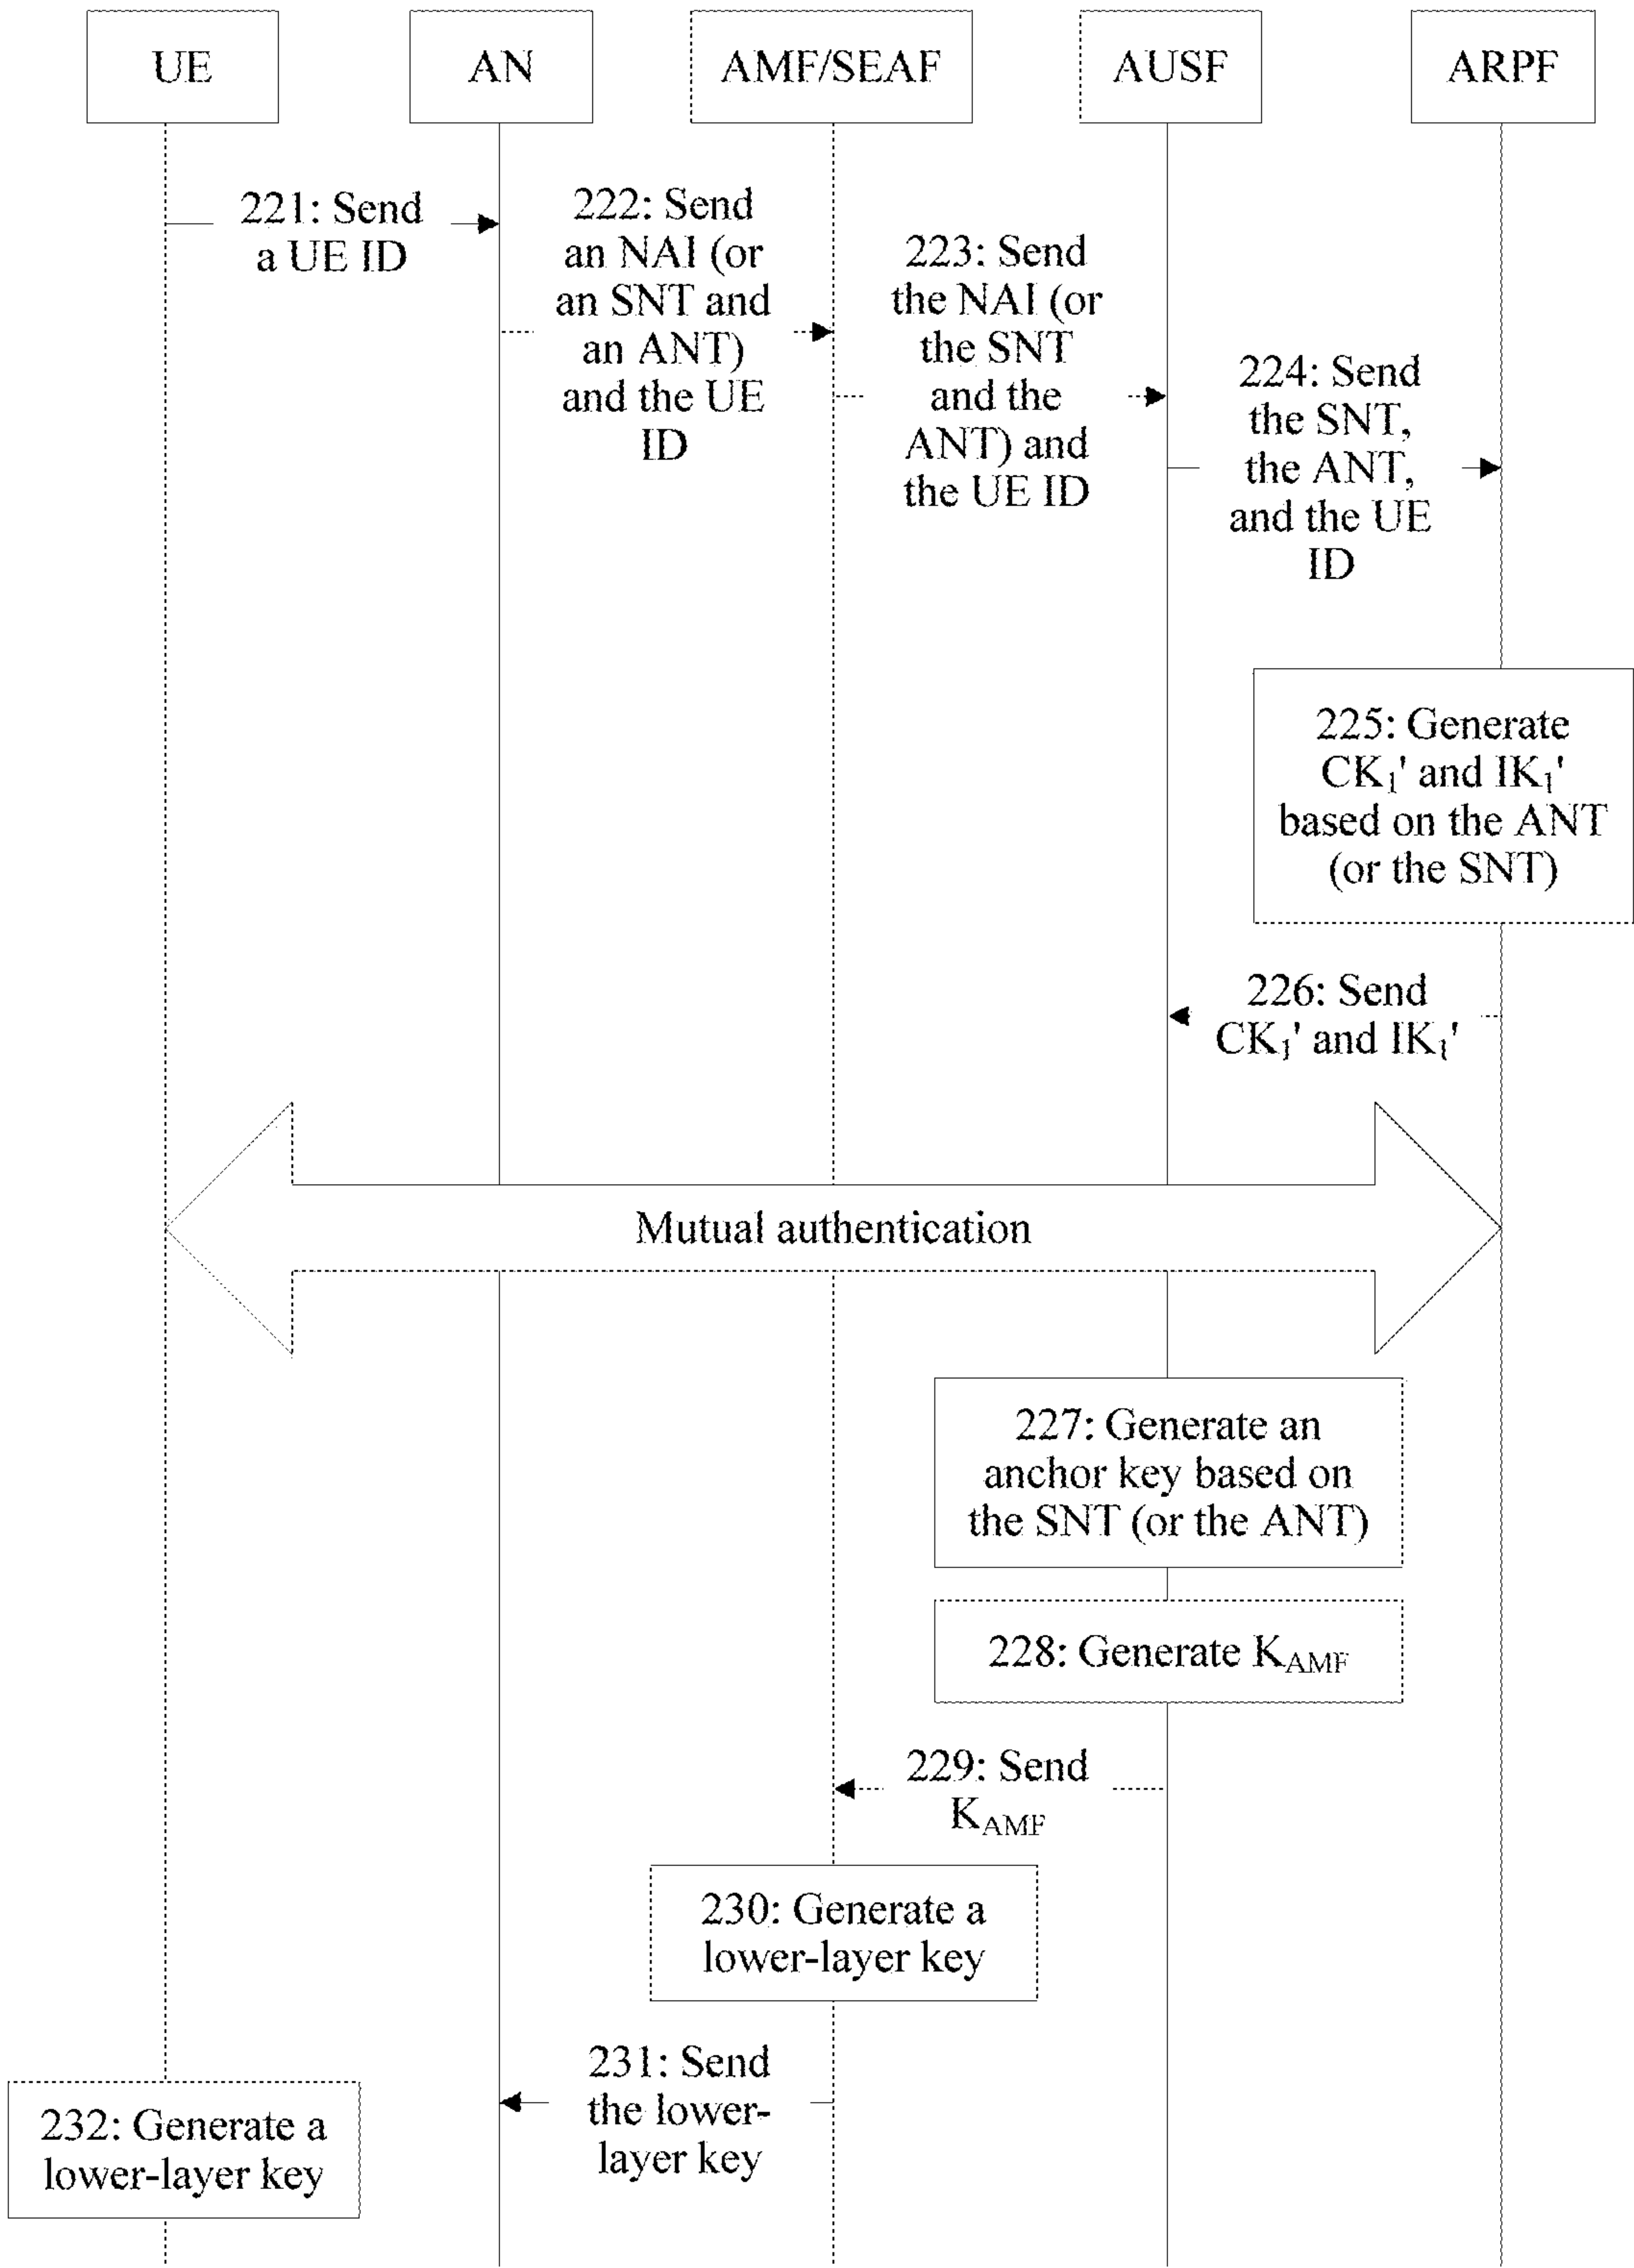 UE
AN
AMF/SEAF
AUSF
ARPF
221: Send
a UE ID
222: Send
an NAI (or
an SNT and
an ANT)
and the UE
ID
223: Send
the NAI (or
the SNT
and the
ANT) and
the UE ID
224: Send
the SNT,
the ANT,
and the UE
ID
225: Generate
CK₁' and IK₁'
based on the ANT
(or the SNT)
226: Send
CK₁' and IK₁'
Mutual authentication
227: Generate an
anchor key based on
the SNT (or the ANT)
228: Generate K_AMF
229: Send
K_AMF
230: Generate a
lower-layer key
231: Send
the lower-
layer key
232: Generate a
lower-layer key